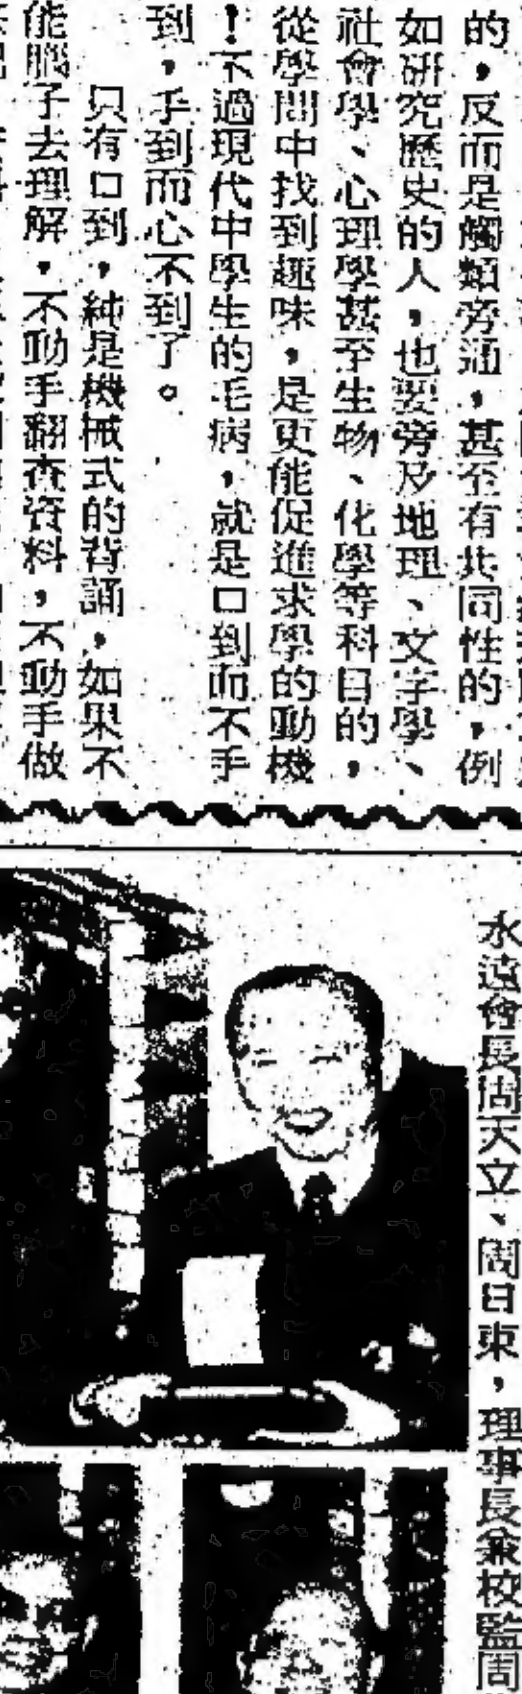 的，反而是觸類旁通，甚至有共同性的，例
如研究歷史的人，也要旁及地理、文字學、
社會學、心理學甚至生物、化學等科目的，
從學問中找到趣味，是更能促進求學的動機
！不過現代中學生的毛病，就是口到而不手
到，手到而心不到了。
只有口到，純是機械式的背誦，如果不
能腦子去理解，不動手翻查資料，不動手做
永遠會長周天立、周日東，理事長兼校監周